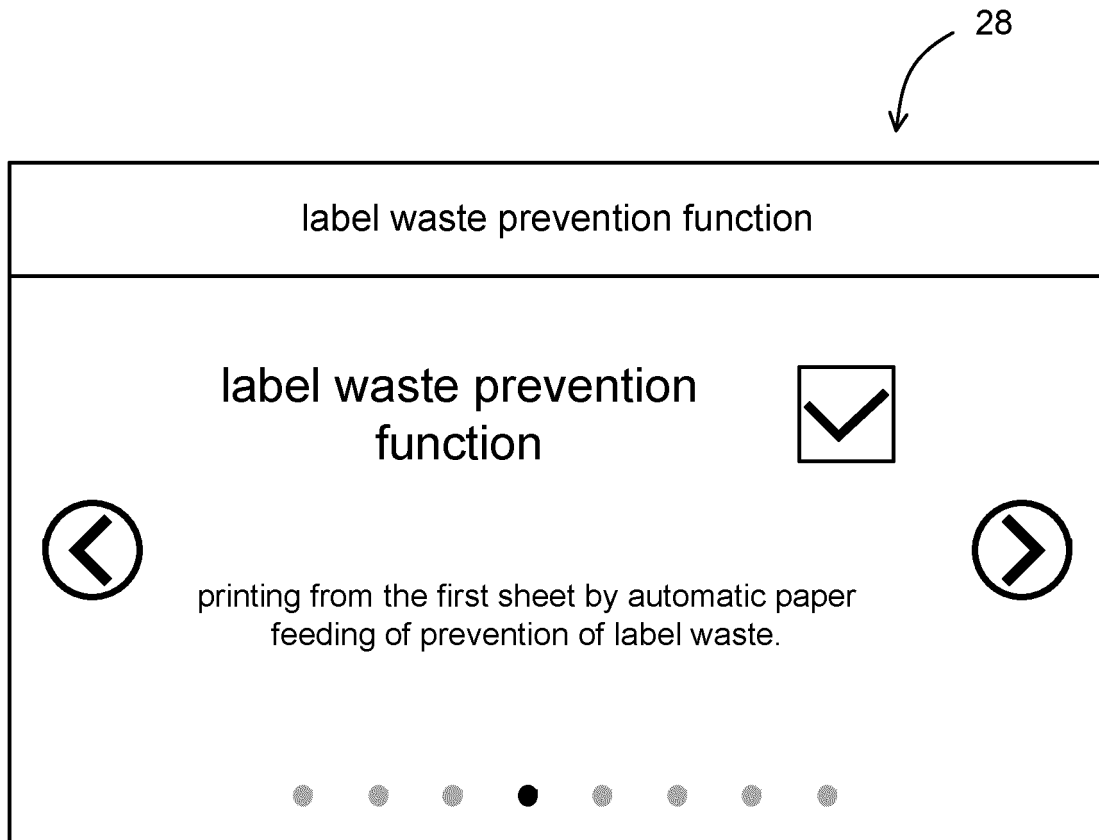 28
label waste prevention function
label waste prevention
function
printing from the first sheet by automatic paper
feeding of prevention of label waste.